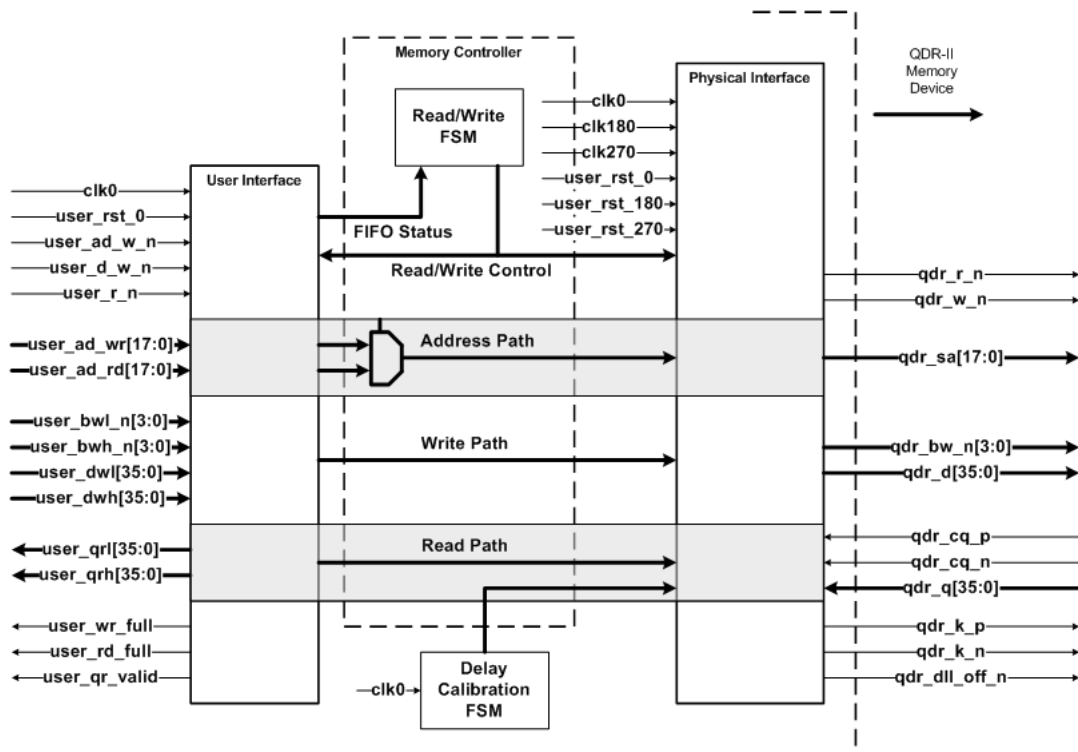 Memory Controller
QDR-II
Memory
Device
Physical Interface
Read/Write
FSM
clk0
clk180
clk270
user_rst_0
user_rst_180
user_rst_270
User Interface
clk0
user_rst_0
user_ad_w_n
user_d_w_n
user_r_n
FIFO Status
Read/Write Control
qdr_r_n
qdr_w_n
user_ad_wr[17:0]
user_ad_rd[17:0]
Address Path
qdr_sa[17:0]
user_bwl_n[3:0]
user_bwh_n[3:0]
user_dwl[35:0]
user_dwh[35:0]
Write Path
qdr_bw_n[3:0]
qdr_d[35:0]
user_qrl[35:0]
user_qrh[35:0]
Read Path
qdr_cq_p
qdr_cq_n
qdr_q[35:0]
user_wr_full
user_rd_full
user_qr_valid
qdr_k_p
qdr_k_n
qdr_dll_off_n
clk0
Delay
Calibration
FSM